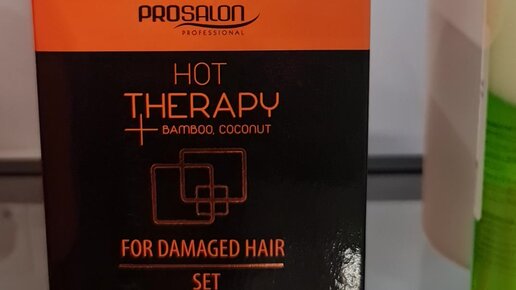 PROSALON
PROFESSIONAL
HOT
THERAPY
+ BAMBOO, COCONUT
FOR DAMAGED HAIR
SET